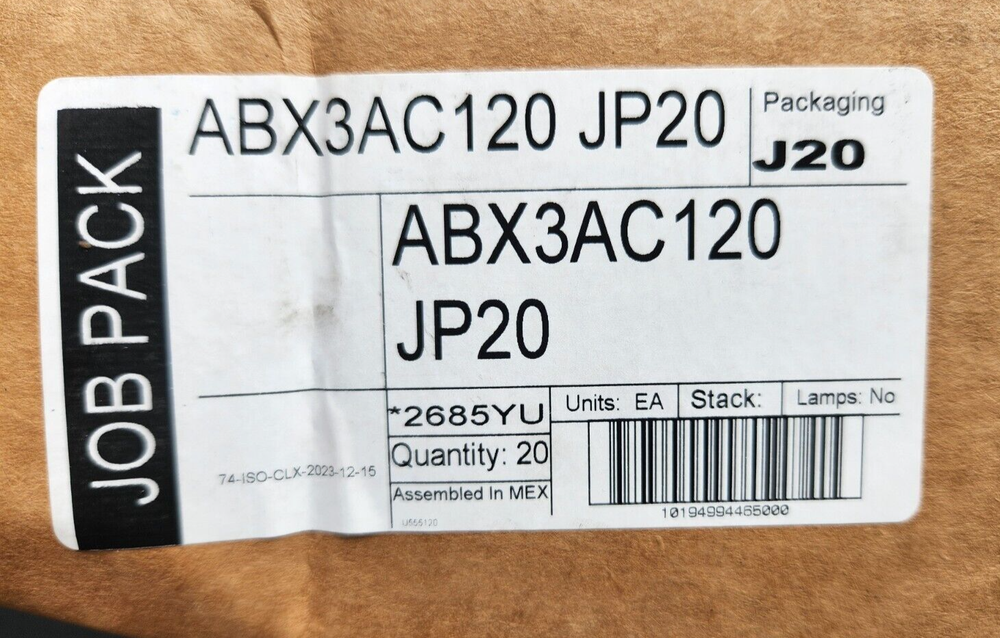 JOB PACK
ABX3AC120 JP20
Packaging
J20
ABX3AC120
JP20
*2685YU
Units: EA
Stack:
Lamps: No
Quantity: 20
74-ISO-CLX-2023-12-15
Assembled In MEX
10194994465000